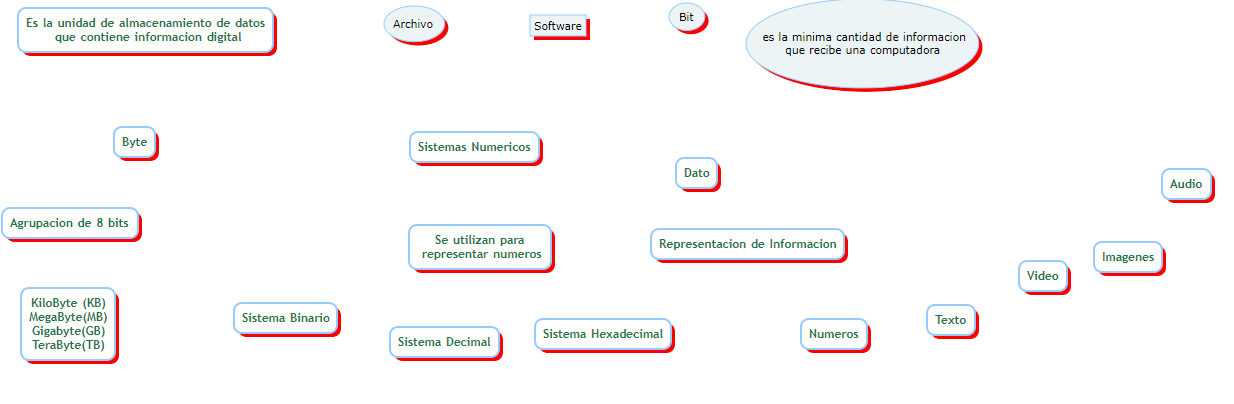 Es la unidad de almacenamiento de datos
que contiene informacion digital
Archivo
Software
Bit
es la minima cantidad de informacion
que recibe una computadora
Byte
Sistemas Numericos
Dato
Audio
Agrupacion de 8 bits
Se utilizan para
representar numeros
Representacion de Informacion
Imagenes
Video
KiloByte (KB)
MegaByte(MB)
Gigabyte(GB)
TeraByte(TB)
Sistema Binario
Sistema Decimal
Sistema Hexadecimal
Numeros
Texto